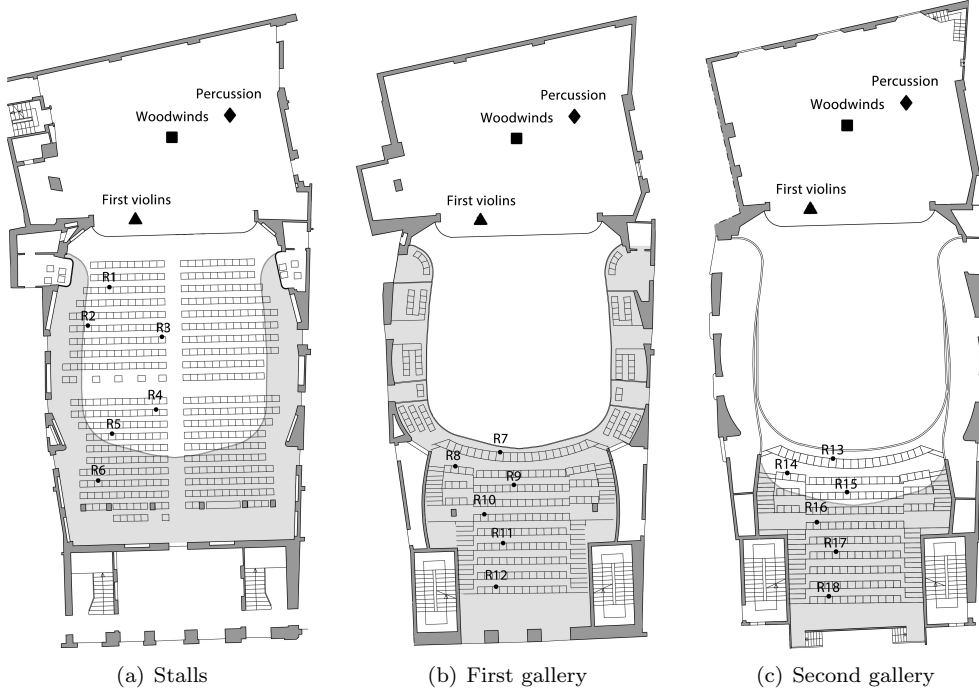 Percussion
Woodwinds
First violins
R1
R2
R3
R4
R5
R6
(a) Stalls
Percussion
Woodwinds
First violins
R7
R8
R9
R10
R11
R12
(b) First gallery
Percussion
Woodwinds
First violins
R13
R14
R15
R16
R17
R18
(c) Second gallery